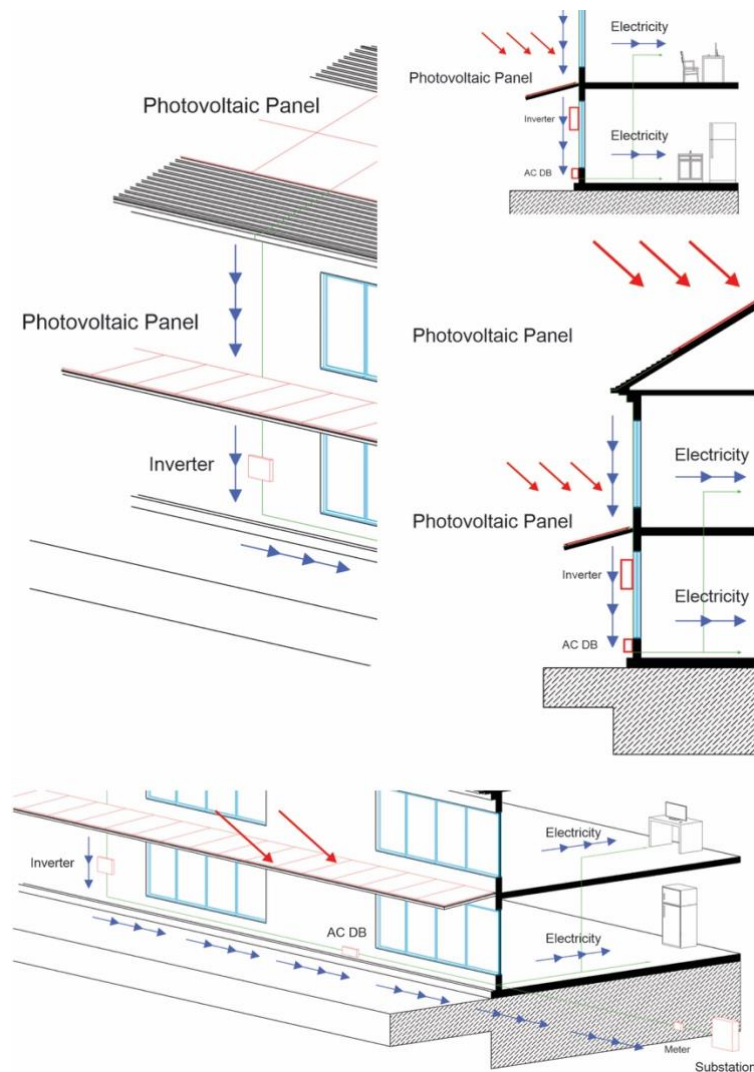 Photovoltaic Panel
Photovoltaic Panel
Inverter
Electricity
Photovoltaic Panel
Inverter
Electricity
AC DB
Photovoltaic Panel
Electricity
Photovoltaic Panel
Inverter
Electricity
AC DB
Electricity
Inverter
AC DB
Electricity
Meter
Substation